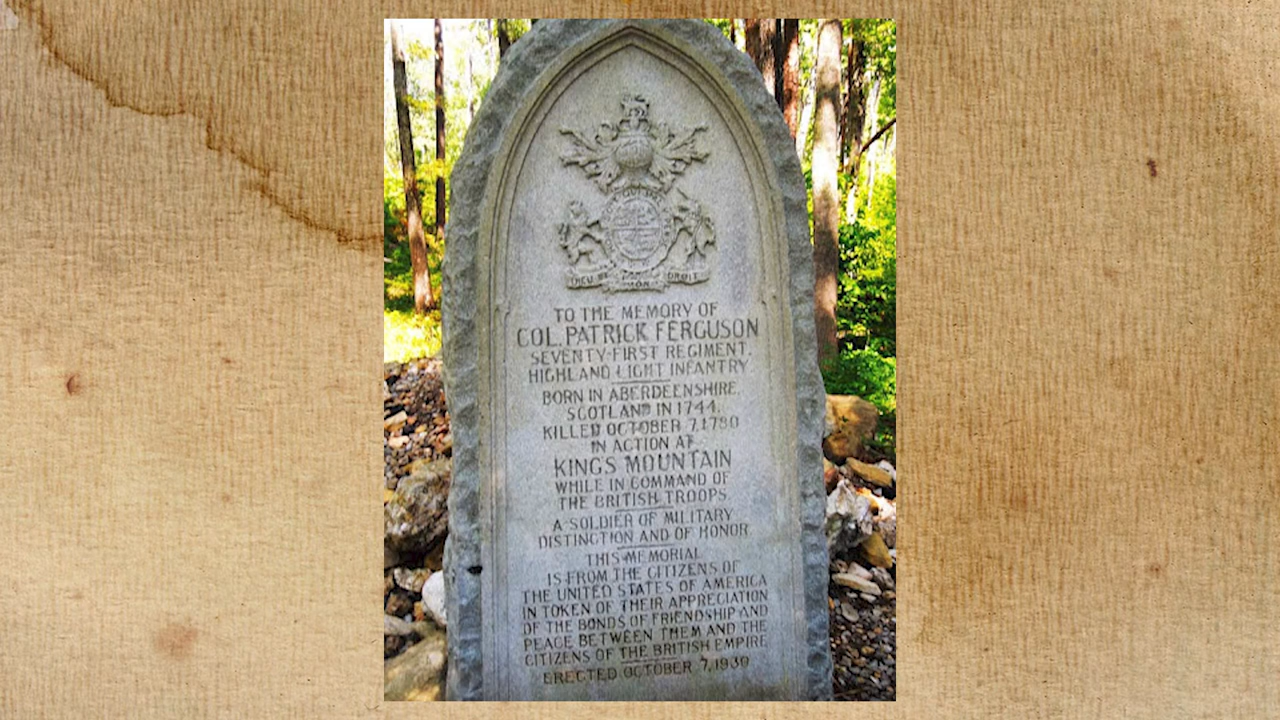 DIEU ET MON DROIT
TO THE MEMORY OF
COL. PATRICK FERGUSON
SEVENTY-FIRST REGIMENT,
HIGHLAND LIGHT INFANTRY
BORN IN ABERDEENSHIRE,
SCOTLAND IN 1744.
KILLED OCTOBER 7, 1780
IN ACTION AT
KING'S MOUNTAIN
WHILE IN COMMAND OF
THE BRITISH TROOPS.
A SOLDIER OF MILITARY
DISTINCTION AND OF HONOR
THIS MEMORIAL
IS FROM THE CITIZENS OF
THE UNITED STATES OF AMERICA
IN TOKEN OF THEIR APPRECIATION
OF THE BONDS OF FRIENDSHIP AND
PEACE BETWEEN THEM AND THE
CITIZENS OF THE BRITISH EMPIRE
ERECTED OCTOBER 7, 1930